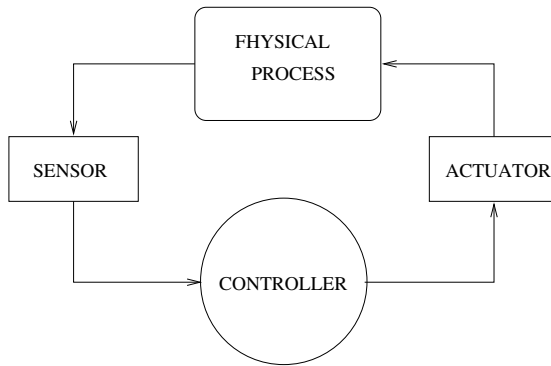 FHYSICAL
PROCESS
SENSOR
ACTUATOR
CONTROLLER